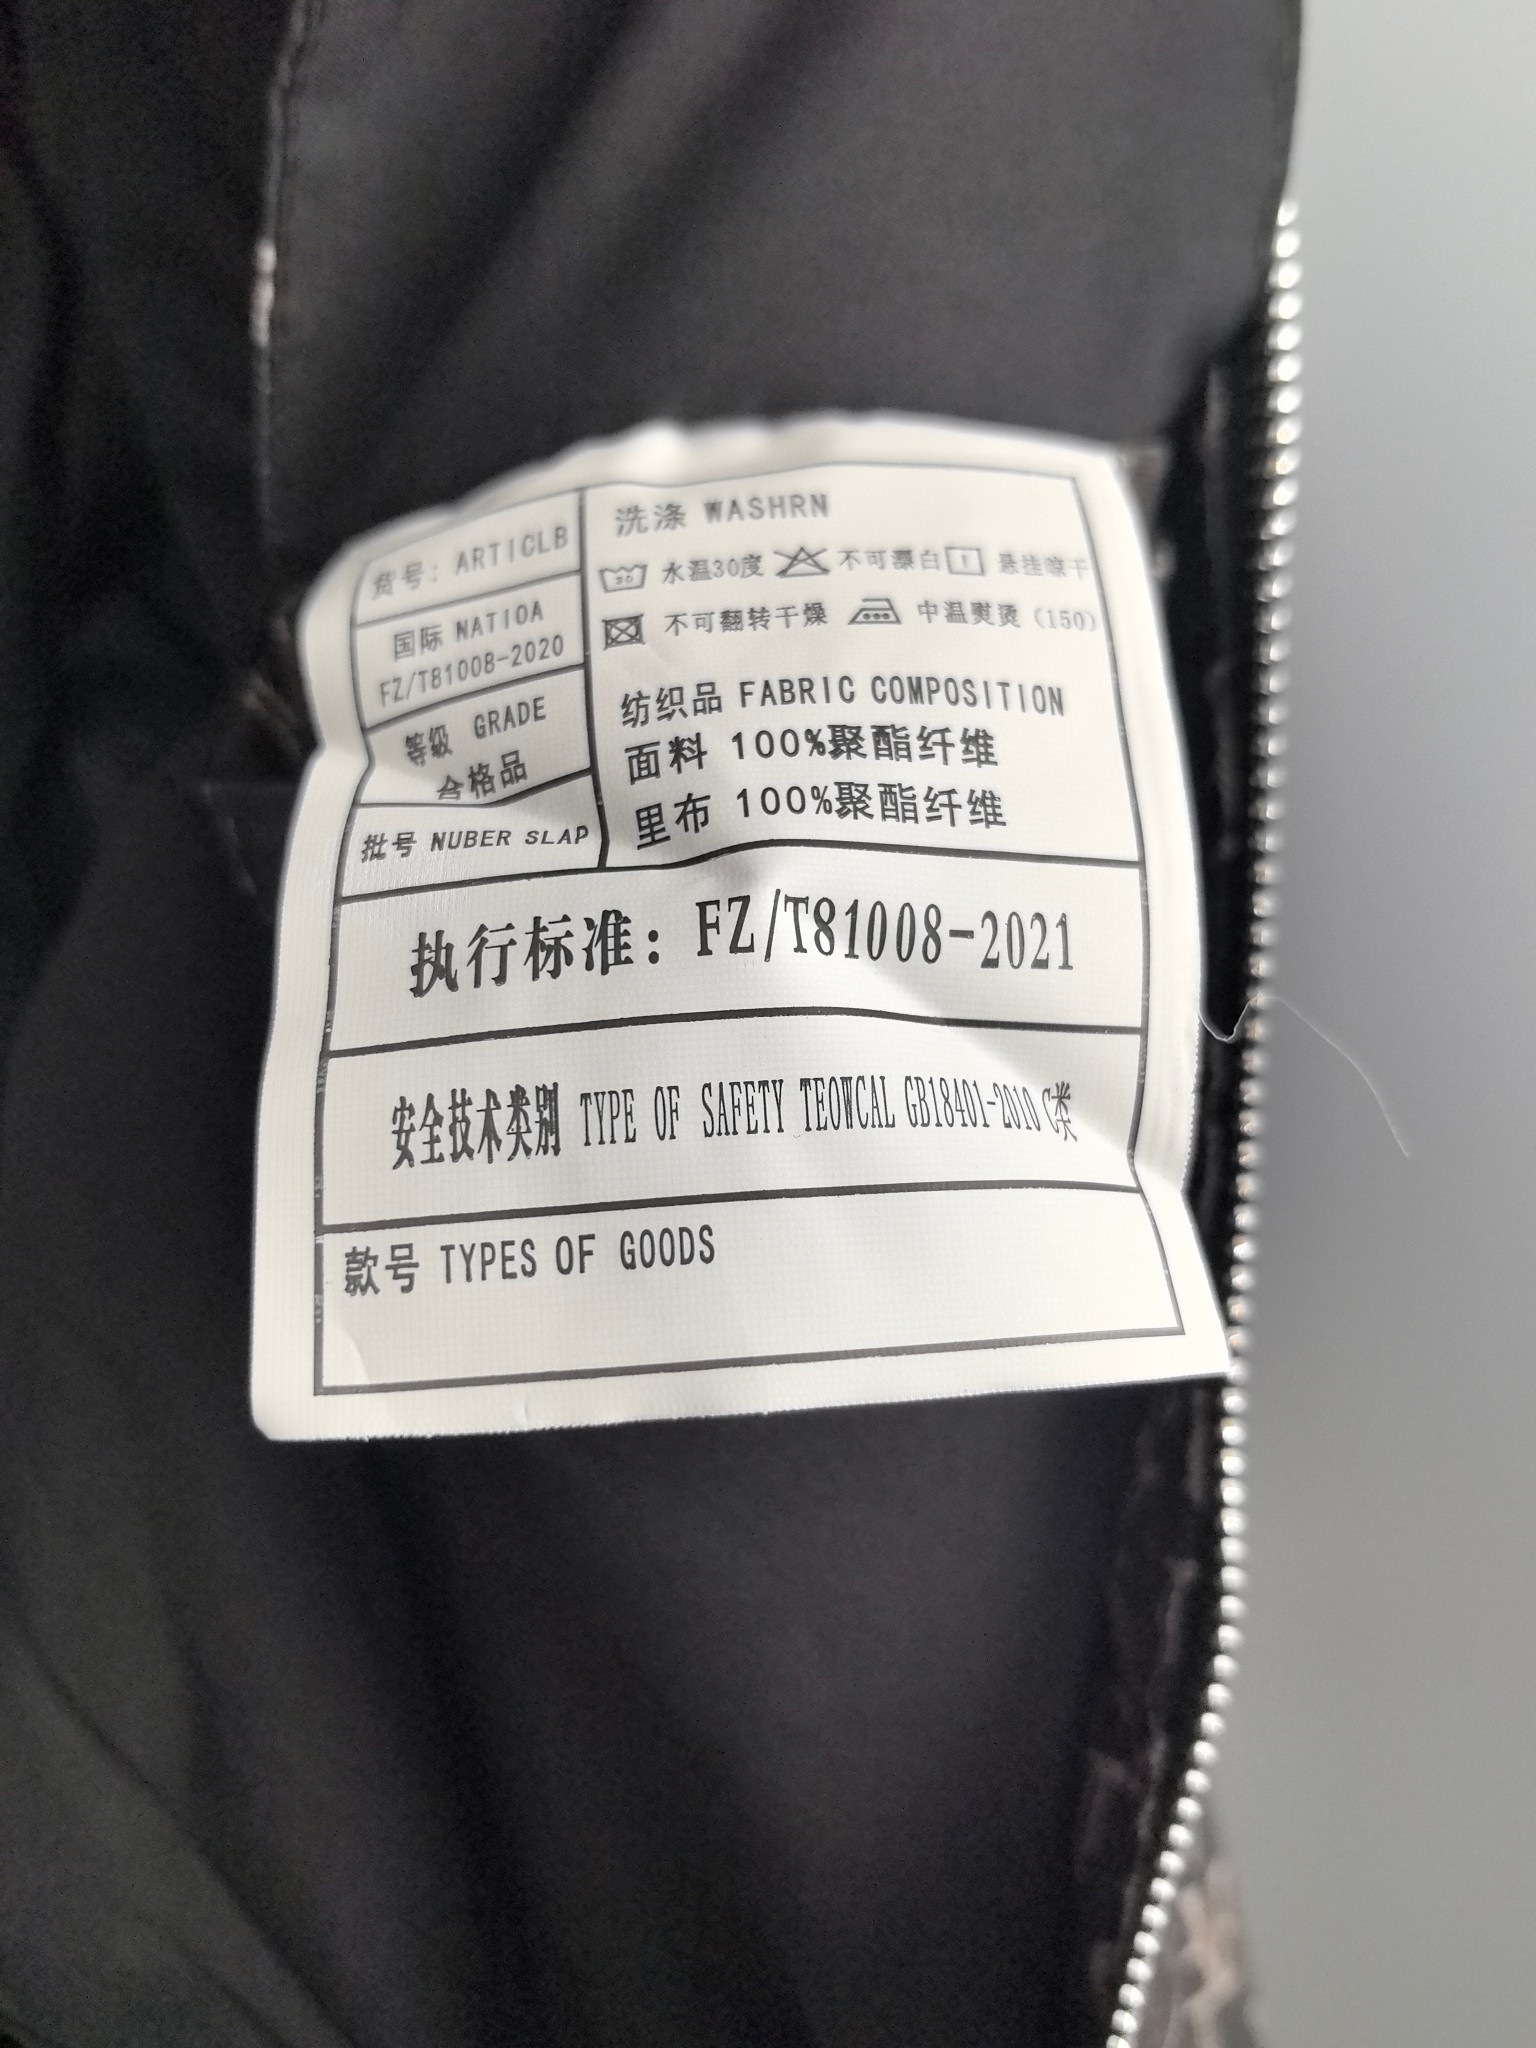 货号：ARTICLB
国际 NATIOA
FZ/T81008-2020
等级 GRADE
合格品
批号 NUBER SLAP
洗涤 WASHRN
30 水温30度 不可漂白 悬挂晾干
不可翻转干燥 中温熨烫（150）
纺织品 FABRIC COMPOSITION
面料 100%聚酯纤维
里布 100%聚酯纤维
执行标准：FZ/T81008-2021
安全技术类别 TYPE OF SAFETY TEOWCAL GB18401-2010 C类
款号 TYPES OF GOODS